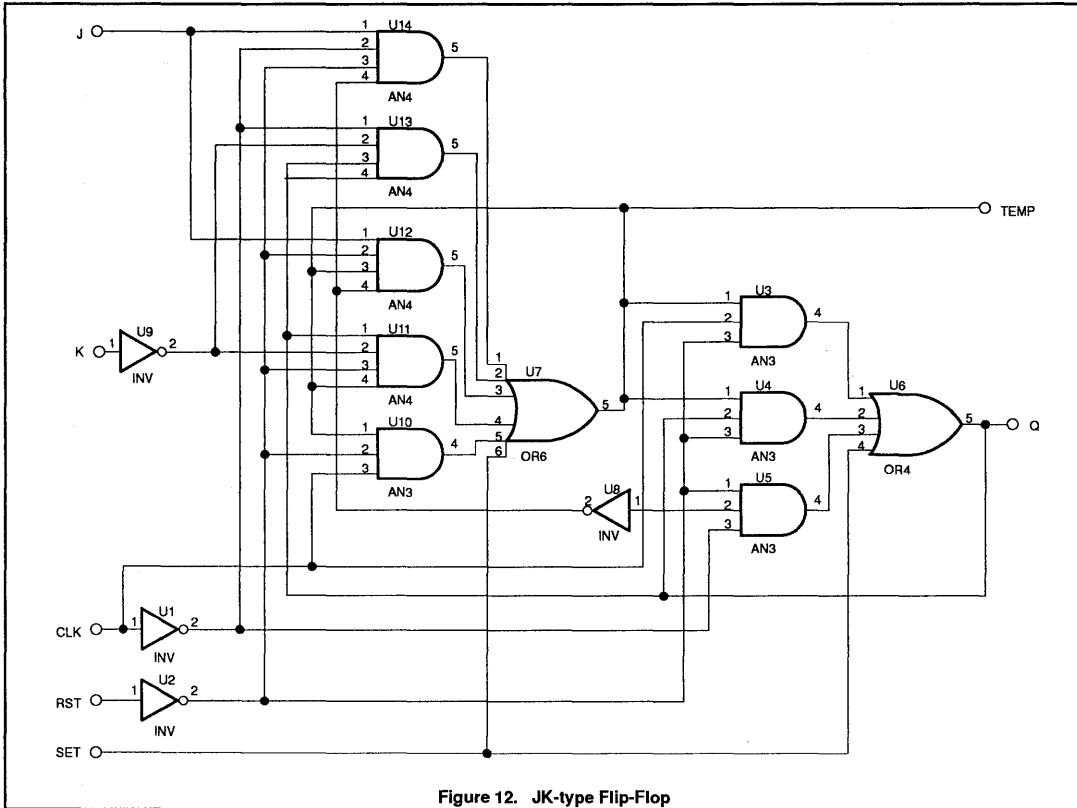 J
U14
1
2
3
4
5
AN4
U13
1
2
3
4
5
AN4
TEMP
U12
1
2
3
4
5
AN4
K
1
U9
2
INV
U11
1
2
3
4
5
AN4
U10
1
2
3
4
AN3
1
2
3
4
5
6
U7
5
OR6
U3
1
2
3
4
AN3
U4
1
2
3
4
AN3
U5
1
2
3
4
AN3
U6
1
2
3
4
5
OR4
Q
2
U8
1
INV
CLK
1
U1
2
INV
RST
1
U2
2
INV
SET
Figure 12. JK-type Flip-Flop